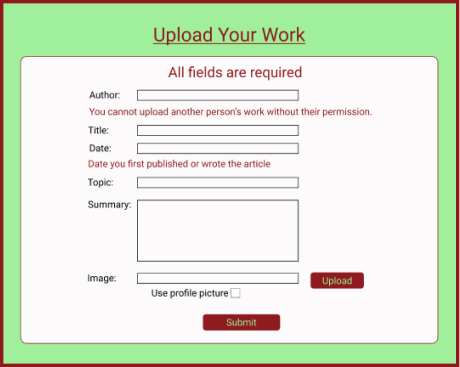 Upload Your Work
All fields are required
Author:
You cannot upload another person's work without their permission.
Title:
Date:
Date you first published or wrote the article
Topic:
Summary:
Image:
Upload
Use profile picture
Submit